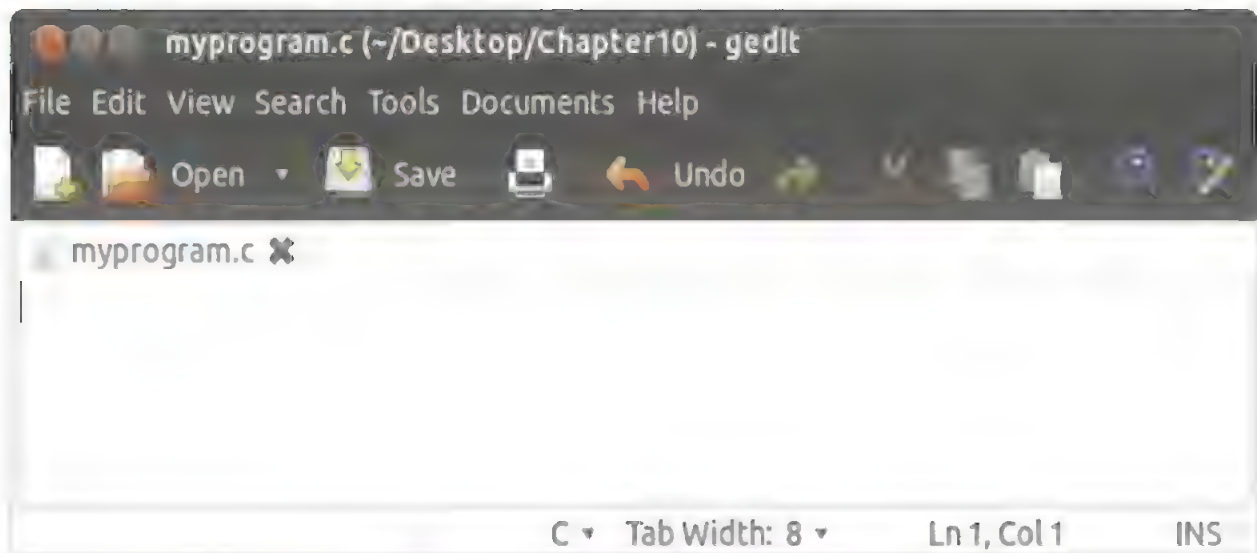 myprogram.c (~/Desktop/Chapter10) - gedit
File Edit View Search Tools Documents Help
Open Save Undo
myprogram.c
C Tab Width: 8 Ln 1, Col 1 INS